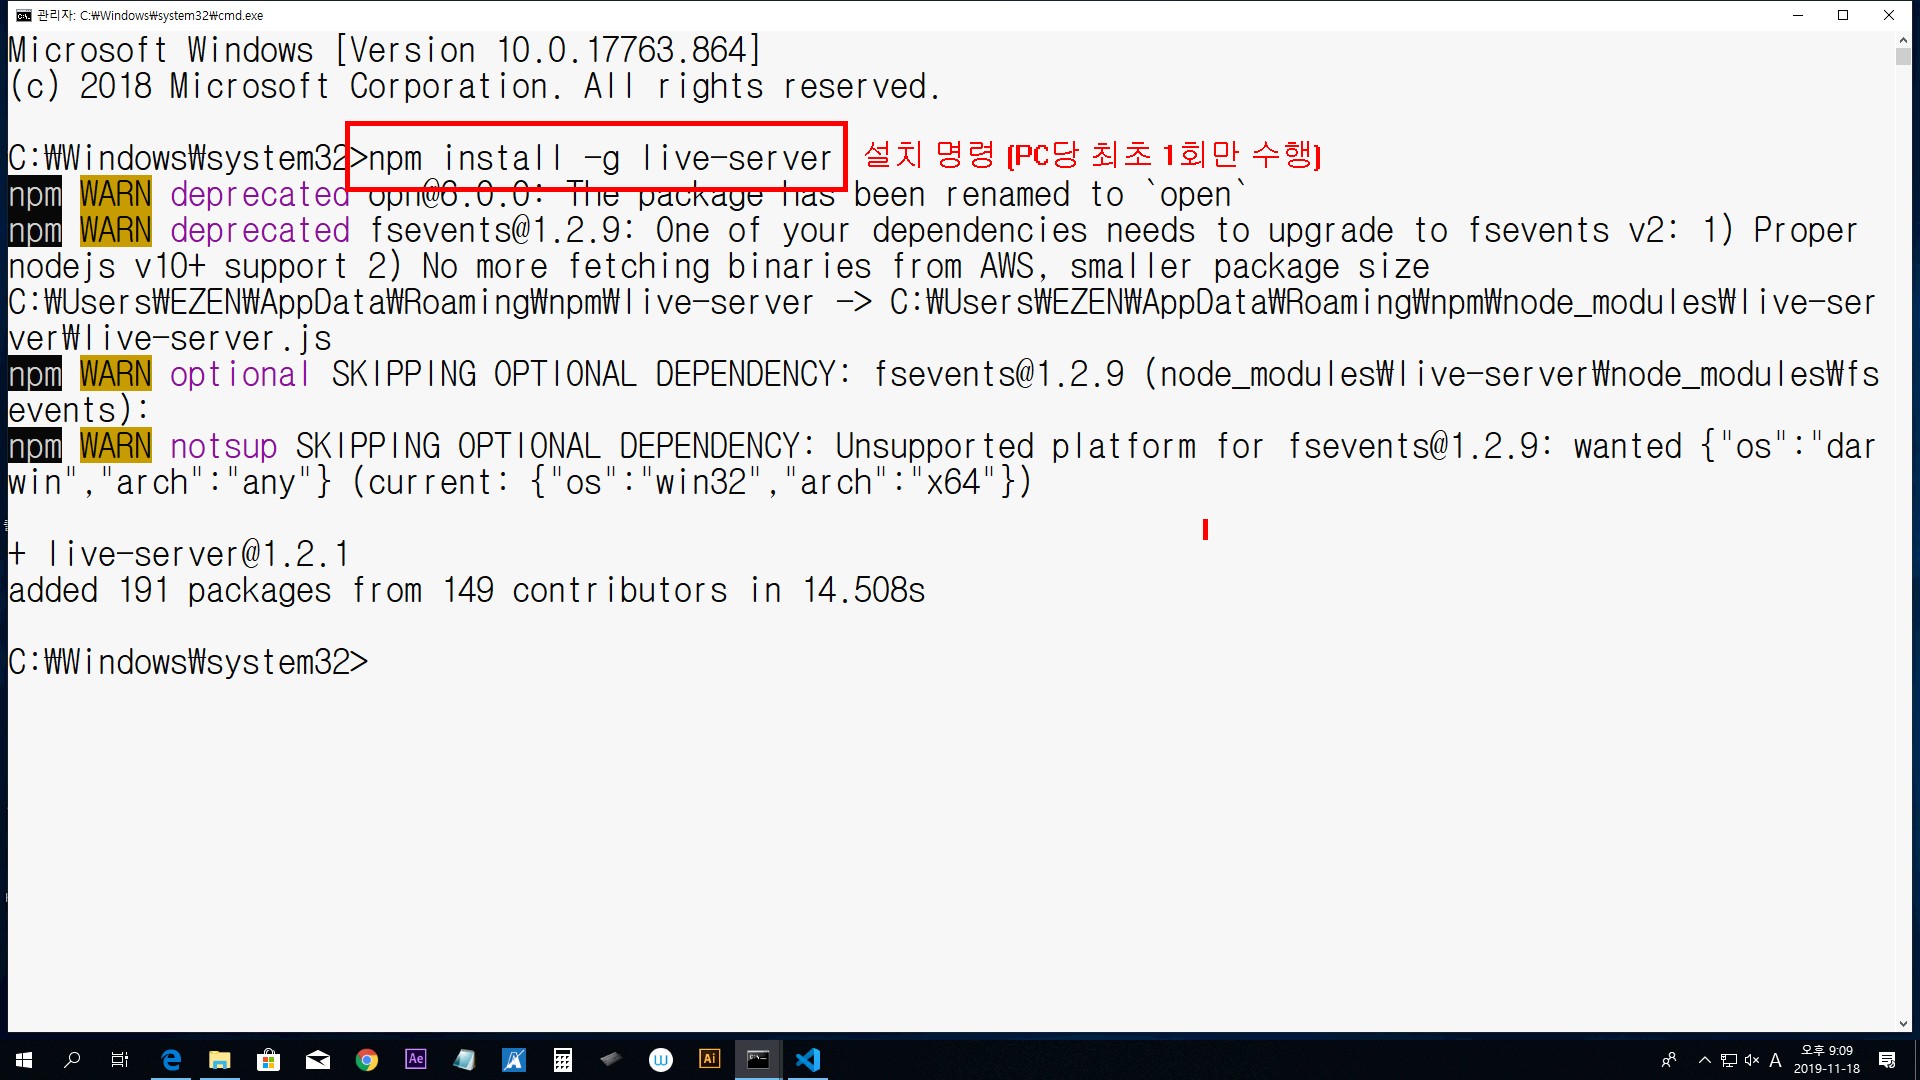 관리자: C:₩Windows₩system32₩cmd.exe
Microsoft Windows [Version 10.0.17763.864]
(c) 2018 Microsoft Corporation. All rights reserved.
C:₩Windows₩system32>npm install -g live-server 설치 명령 (PC당 최초 1회만 수행)
npm WARN deprecated opn@6.0.0: The package has been renamed to `open`
npm WARN deprecated fsevents@1.2.9: One of your dependencies needs to upgrade to fsevents v2: 1) Proper
nodejs v10+ support 2) No more fetching binaries from AWS, smaller package size
C:₩Users₩EZEN₩AppData₩Roaming₩npm₩live-server -> C:₩Users₩EZEN₩AppData₩Roaming₩npm₩node_modules₩live-ser
ver₩live-server.js
npm WARN optional SKIPPING OPTIONAL DEPENDENCY: fsevents@1.2.9 (node_modules₩live-server₩node_modules₩fs
events):
npm WARN notsup SKIPPING OPTIONAL DEPENDENCY: Unsupported platform for fsevents@1.2.9: wanted {"os":"dar
win","arch":"any"} (current: {"os":"win32","arch":"x64"})
+ live-server@1.2.1
added 191 packages from 149 contributors in 14.508s
C:₩Windows₩system32>
Ae
Ai
A
오후 9:09
2019-11-18